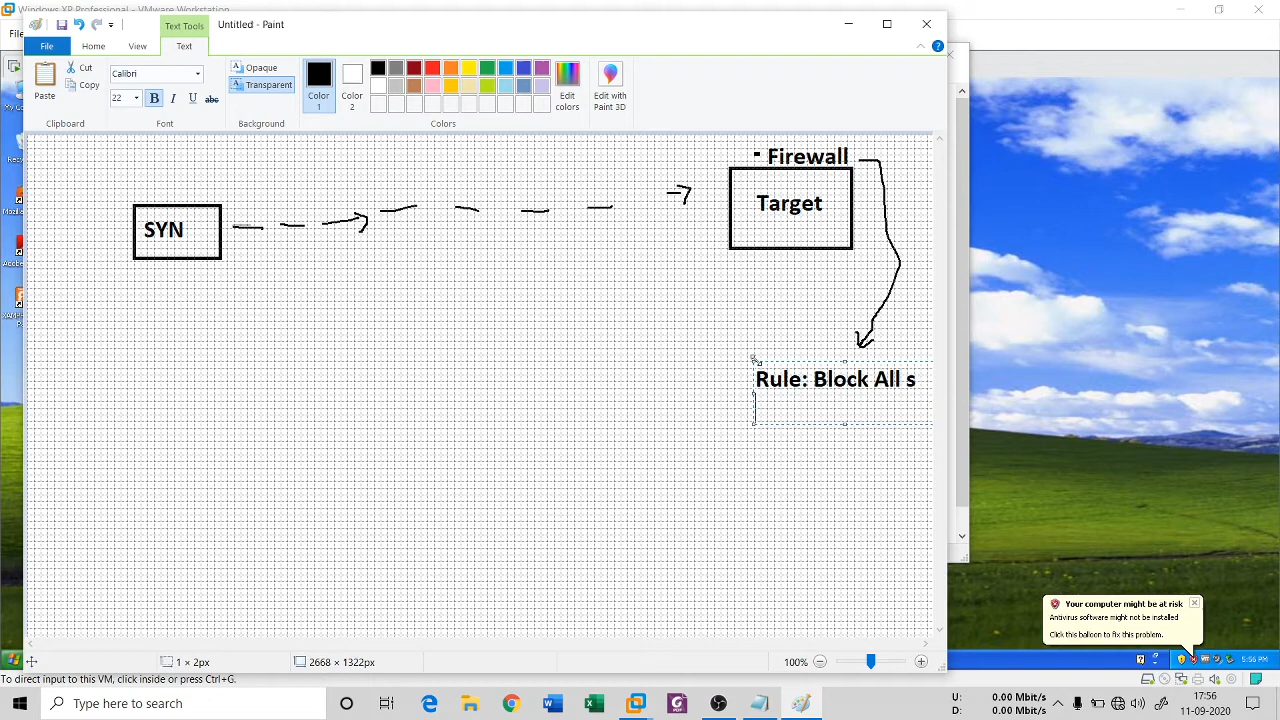 Windows XP Professional - VMware Workstation
Untitled - Paint
Text Tools
File
Home
View
Text
Paste
Cut
Copy
Clipboard
Calibri
22
B
I
U
abc
Font
Opaque
Transparent
Background
Color
1
Color
2
Colors
Edit
colors
Edit with
Paint 3D
Firewall
Target
SYN
Rule: Block All s
Your computer might be at risk
Antivirus software might not be installed
Click this balloon to fix this problem.
1 × 2px
2668 × 1322px
100%
5:56 PM
To direct input to this VM, click inside or press Ctrl+G.
Type here to search
U: 0.00 Mbit/s
D: 0.00 Mbit/s
17:56
11-09-2020